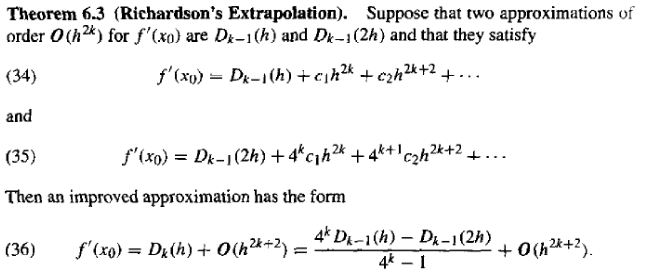 Theorem 6.3 (Richardson's Extrapolation). Suppose that two approximations of
order O(h^{2k}) for f'(x_0) are D_{k-1}(h) and D_{k-1}(2h) and that they satisfy
(34) f'(x_0) = D_{k-1}(h) + c_1h^{2k} + c_2h^{2k+2} + ···
and
(35) f'(x_0) = D_{k-1}(2h) + 4^kc_1h^{2k} + 4^{k+1}c_2h^{2k+2} + ···
Then an improved approximation has the form
(36) f'(x_0) = D_k(h) + O(h^{2k+2}) = \frac{4^kD_{k-1}(h) - D_{k-1}(2h)}{4^k - 1} + O(h^{2k+2}).